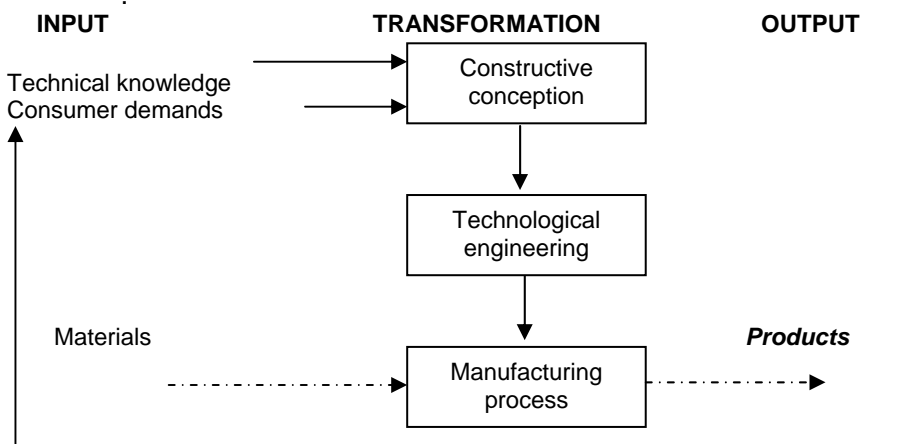 INPUT TRANSFORMATION OUTPUT
Constructive
conception
Technical knowledge
Consumer demands
Technological
engineering
Materials
Products
Manufacturing
process